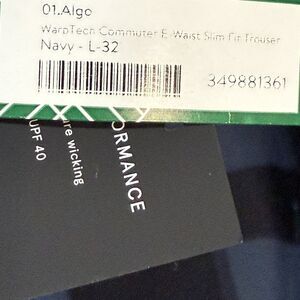 01.Algo
WarpTech Commuter E-Waist Slim Fit Trouser
Navy - L-32
349881361
ORMANCE
re wicking
UPF 40